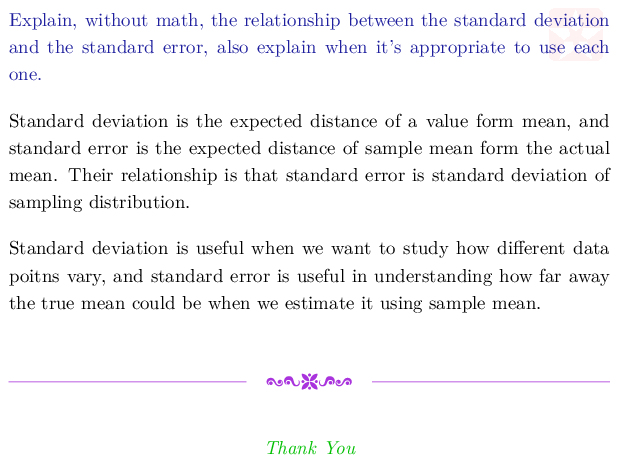 Explain, without math, the relationship between the standard deviation
and the standard error, also explain when it's appropriate to use each
one.
Standard deviation is the expected distance of a value form mean, and
standard error is the expected distance of sample mean form the actual
mean. Their relationship is that standard error is standard deviation of
sampling distribution.
Standard deviation is useful when we want to study how different data
poitns vary, and standard error is useful in understanding how far away
the true mean could be when we estimate it using sample mean.
Thank You